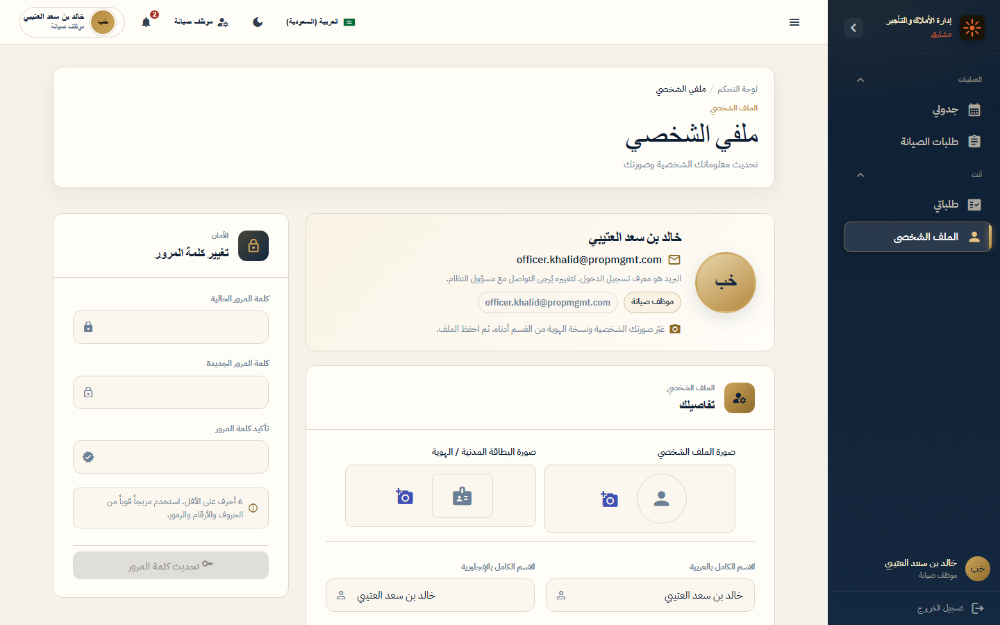 إدارة الأملاك والتأجير
مشارق
العمليات
جدولي
طلبات الصيانة
أنت
طلباتي
الملف الشخصي
خالد بن سعد العتيبي
موظف صيانة
خب
تسجيل الخروج
العربية (السعودية)
موظف صيانة
2
خب
خالد بن سعد العتيبي
موظف صيانة
لوحة التحكم / ملفي الشخصي
الملف الشخصي
ملفي الشخصي
تحديث معلوماتك الشخصية وصورتك
خب
خالد بن سعد العتيبي
officer.khalid@propmgmt.com
البريد هو معرف تسجيل الدخول. لتغييره يُرجى التواصل مع مسؤول النظام.
موظف صيانة
officer.khalid@propmgmt.com
غيّر صورتك الشخصية ونسخة الهوية من القسم أدناه، ثم احفظ الملف.
الملف الشخصي
تفاصيلك
صورة الملف الشخصي
صورة البطاقة المدنية / الهوية
الاسم الكامل بالعربية
خالد بن سعد العتيبي
الاسم الكامل بالإنجليزية
خالد بن سعد العتيبي
الأمان
تغيير كلمة المرور
كلمة المرور الحالية
كلمة المرور الجديدة
تأكيد كلمة المرور
6 أحرف على الأقل. استخدم مزيجاً قوياً من
الحروف والأرقام والرموز.
تحديث كلمة المرور